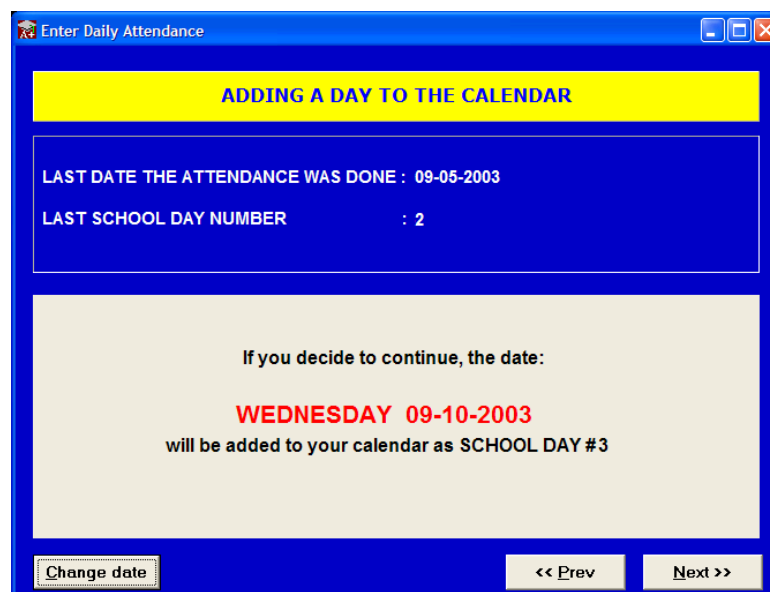 Enter Daily Attendance
ADDING A DAY TO THE CALENDAR
LAST DATE THE ATTENDANCE WAS DONE : 09-05-2003
LAST SCHOOL DAY NUMBER : 2
If you decide to continue, the date:
WEDNESDAY 09-10-2003
will be added to your calendar as SCHOOL DAY #3
Change date << Prev Next >>